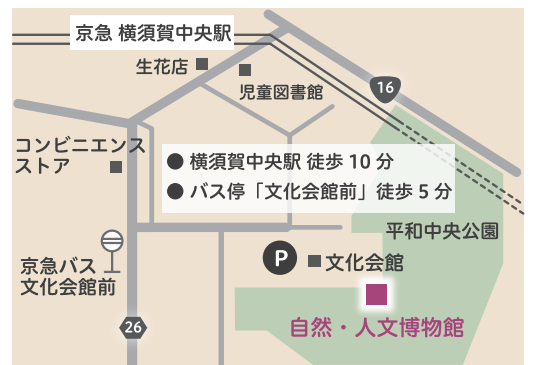 京急 横須賀中央駅
生花店
児童図書館
16
コンビニエンス
ストア
● 横須賀中央駅 徒歩 10 分
● バス停「文化会館前」徒歩 5 分
平和中央公園
P
文化会館
京急バス
文化会館前
26
自然・人文博物館